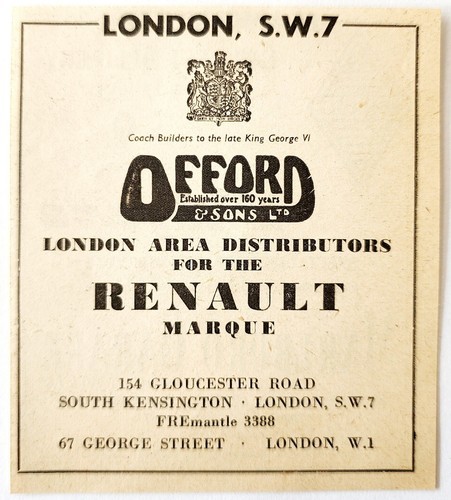 LONDON, S.W.7
Coach Builders to the late King George VI
OFFORD
Established over 160 years
& SONS LTD
LONDON AREA DISTRIBUTORS
FOR THE
RENAULT
MARQUE
154 GLOUCESTER ROAD
SOUTH KENSINGTON · LONDON, S.W.7
FREmantle 3388
67 GEORGE STREET · LONDON, W.1